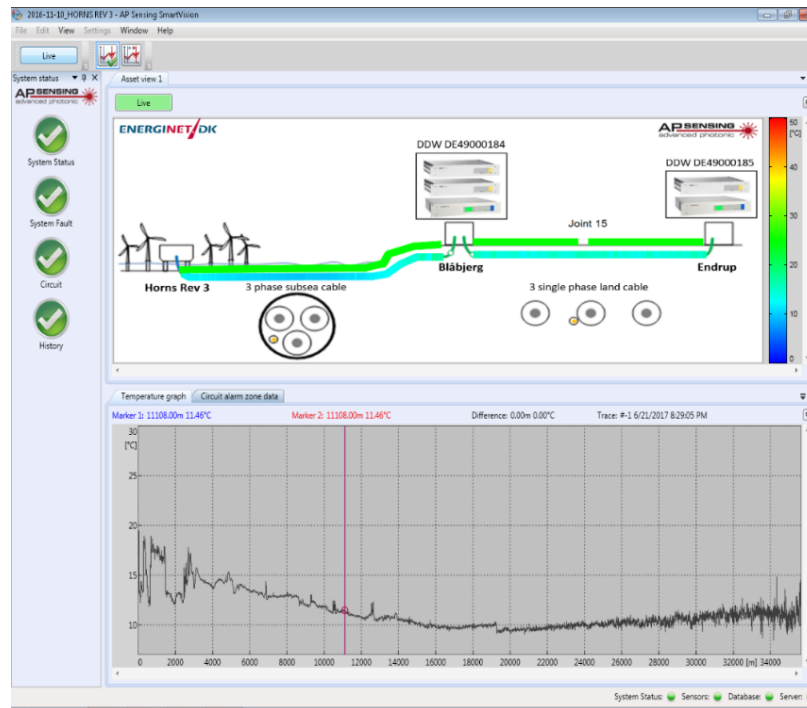 2016-11-10_HORNS REV 3 - AP Sensing SmartVision
File Edit View Settings Window Help
Live
System status
Asset view 1
AP SENSING
advanced photonic
Live
System Status
System Fault
Circuit
History
ENERGINET/DK
AP SENSING
advanced photonic
DDW DE49000184
DDW DE49000185
Joint 15
Horns Rev 3
Blåbjerg
Endrup
3 phase subsea cable
3 single phase land cable
50
[°C]
40
30
20
10
0
Temperature graph Circuit alarm zone data
Marker 1: 11108.00m 11.46°C Marker 2: 11108.00m 11.46°C Difference: 0.00m 0.00°C Trace: #-1 6/21/2017 8:29:05 PM
30
[°C]
25
20
15
10
0 2000 4000 6000 8000 10000 12000 14000 16000 18000 20000 22000 24000 26000 28000 30000 32000 [m] 34000
System Status: Sensors: Database: Server: